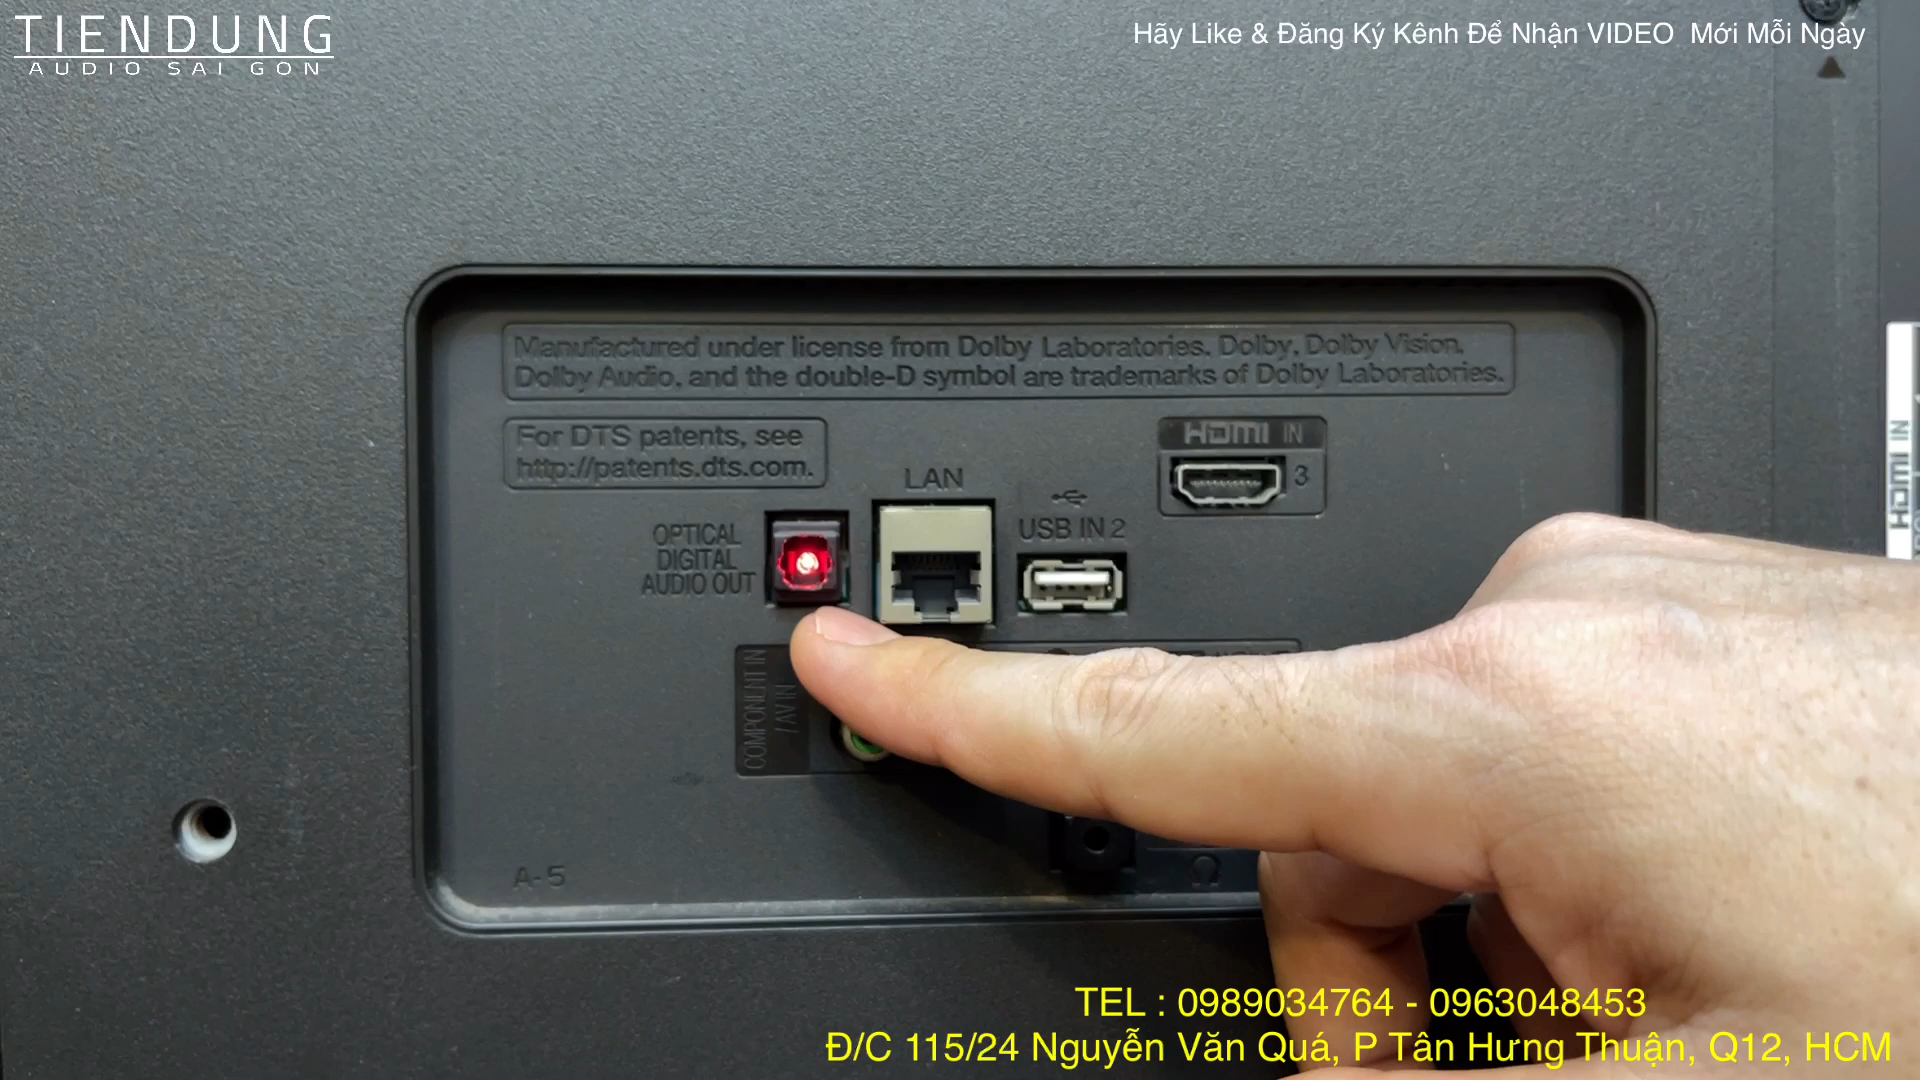 TIENDUNG
AUDIO SAI GON
Hãy Like & Đăng Ký Kênh Để Nhận VIDEO Mới Mỗi Ngày
Manufactured under license from Dolby Laboratories. Dolby, Dolby Vision,
Dolby Audio, and the double-D symbol are trademarks of Dolby Laboratories.
For DTS patents, see
http://patents.dts.com.
HDMI IN
3
LAN
USB IN 2
OPTICAL
DIGITAL
AUDIO OUT
COMPONENT IN
/ AV IN
HDMI IN
A-5
TEL : 0989034764 - 0963048453
Đ/C 115/24 Nguyễn Văn Quá, P Tân Hưng Thuận, Q12, HCM